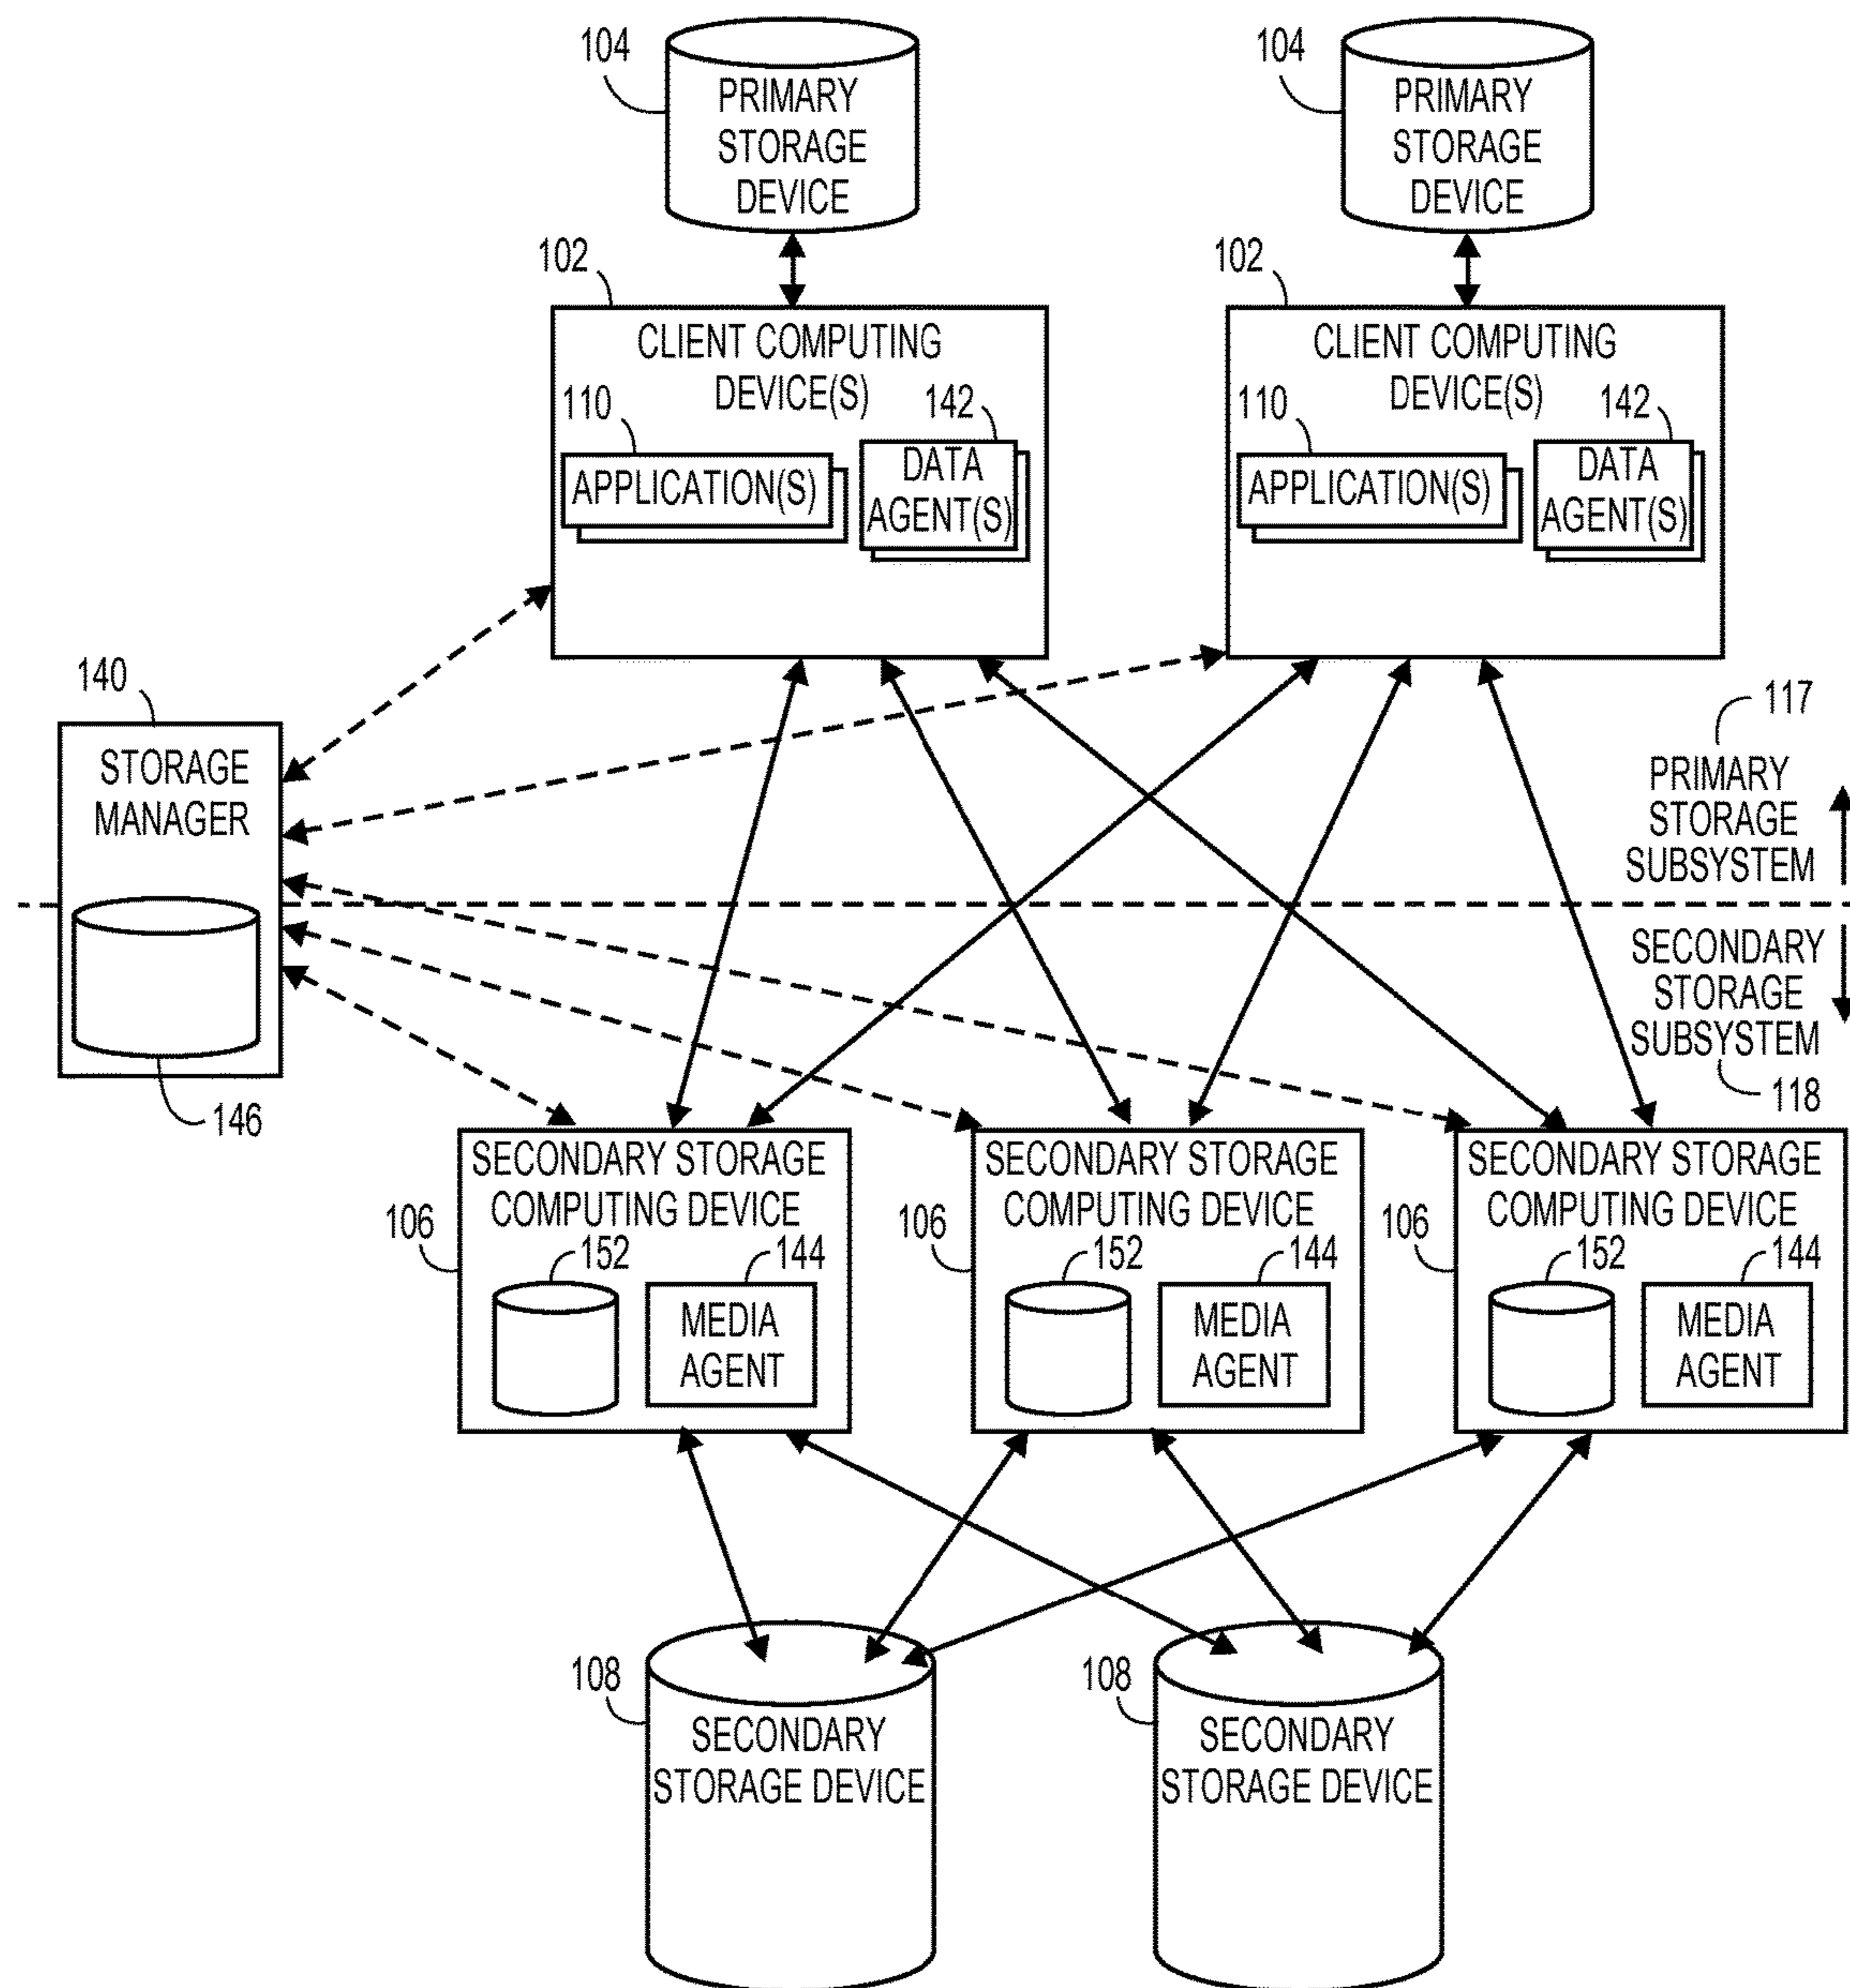 104
PRIMARY
STORAGE
DEVICE
104
PRIMARY
STORAGE
DEVICE
102
CLIENT COMPUTING
DEVICE(S)
110
142
APPLICATION(S)
DATA
AGENT(S)
102
CLIENT COMPUTING
DEVICE(S)
110
142
APPLICATION(S)
DATA
AGENT(S)
140
STORAGE
MANAGER
146
117
PRIMARY
STORAGE
SUBSYSTEM
SECONDARY
STORAGE
SUBSYSTEM
118
SECONDARY STORAGE
COMPUTING DEVICE
106
152
144
MEDIA
AGENT
SECONDARY STORAGE
COMPUTING DEVICE
106
152
144
MEDIA
AGENT
SECONDARY STORAGE
COMPUTING DEVICE
106
152
144
MEDIA
AGENT
108
SECONDARY
STORAGE DEVICE
108
SECONDARY
STORAGE DEVICE